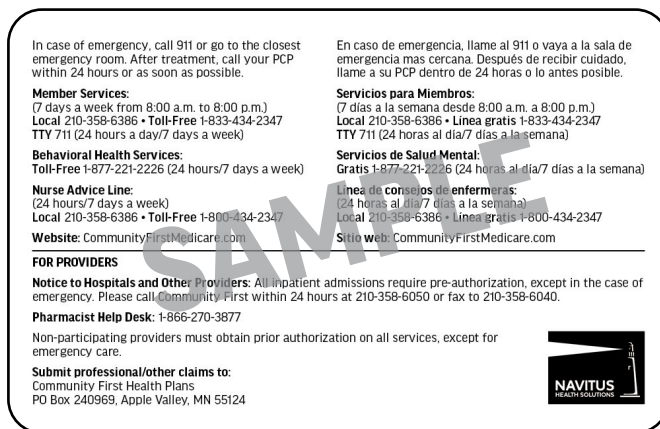 In case of emergency, call 911 or go to the closest
emergency room. After treatment, call your PCP
within 24 hours or as soon as possible.
Member Services:
(7 days a week from 8:00 a.m. to 8:00 p.m.)
Local 210-358-6386 • Toll-Free 1-833-434-2347
TTY 711 (24 hours a day/7 days a week)
Behavioral Health Services:
Toll-Free 1-877-221-2226 (24 hours/7 days a week)
Nurse Advice Line:
(24 hours/7 days a week)
Local 210-358-6386 • Toll-Free 1-800-434-2347
Website: CommunityFirstMedicare.com
En caso de emergencia, llame al 911 o vaya a la sala de
emergencia mas cercana. Después de recibir cuidado,
llame a su PCP dentro de 24 horas o lo antes posible.
Servicios para Miembros:
(7 días a la semana desde 8:00 a.m. a 8:00 p.m.)
Local 210-358-6386 • Línea gratis 1-833-434-2347
TTY 711 (24 horas al día/7 días a la semana)
Servicios de Salud Mental:
Gratis 1-877-221-2226 (24 horas al día/7 días a la semana)
Línea de consejos de enfermeras:
(24 horas al día/7 días a la semana)
Local 210-358-6386 • Línea gratis 1-800-434-2347
Sitio web: CommunityFirstMedicare.com
SAMPLE
FOR PROVIDERS
Notice to Hospitals and Other Providers: All inpatient admissions require pre-authorization, except in the case of
emergency. Please call Community First within 24 hours at 210-358-6050 or fax to 210-358-6040.
Pharmacist Help Desk: 1-866-270-3877
Non-participating providers must obtain prior authorization on all services, except for
emergency care.
Submit professional/other claims to:
Community First Health Plans
PO Box 240969, Apple Valley, MN 55124
NAVITUS
HEALTH SOLUTIONS